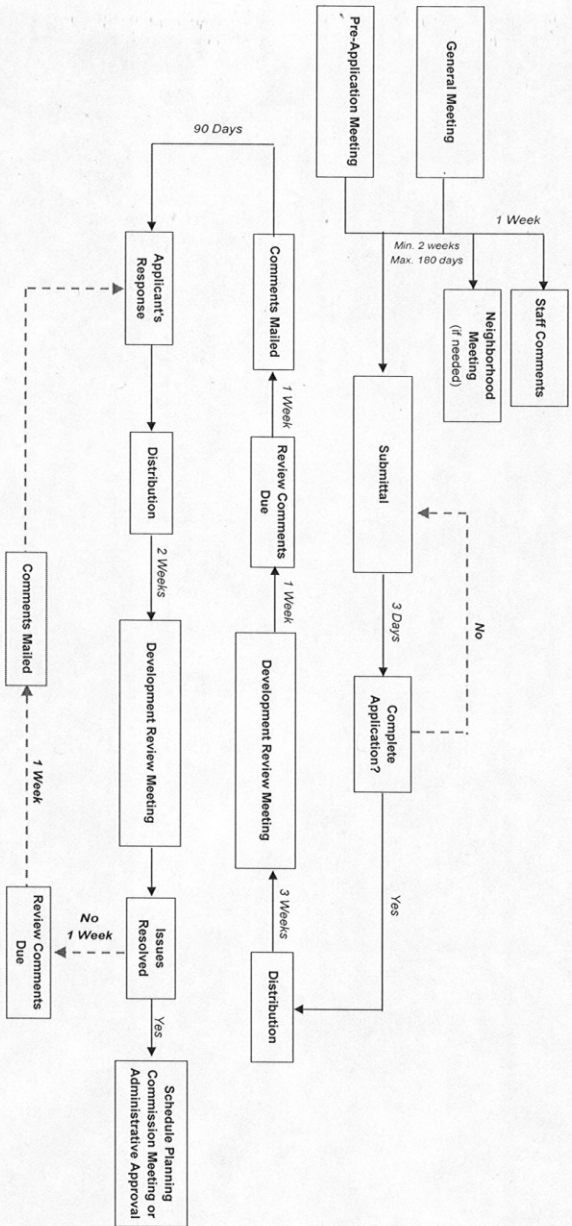 General Meeting
Pre-Application Meeting
1 Week
Staff Comments
Min. 2 weeks
Max. 180 days
Neighborhood
Meeting
(if needed)
Submittal
No
3 Days
Complete
Application?
Yes
Distribution
3 Weeks
Development Review Meeting
1 Week
Review Comments
Due
1 Week
Comments Mailed
90 Days
Applicant's
Response
Distribution
2 Weeks
Development Review Meeting
Issues
Resolved
Yes
Schedule Planning
Commission Meeting or
Administrative Approval
No
1 Week
Review Comments
Due
1 Week
Comments Mailed